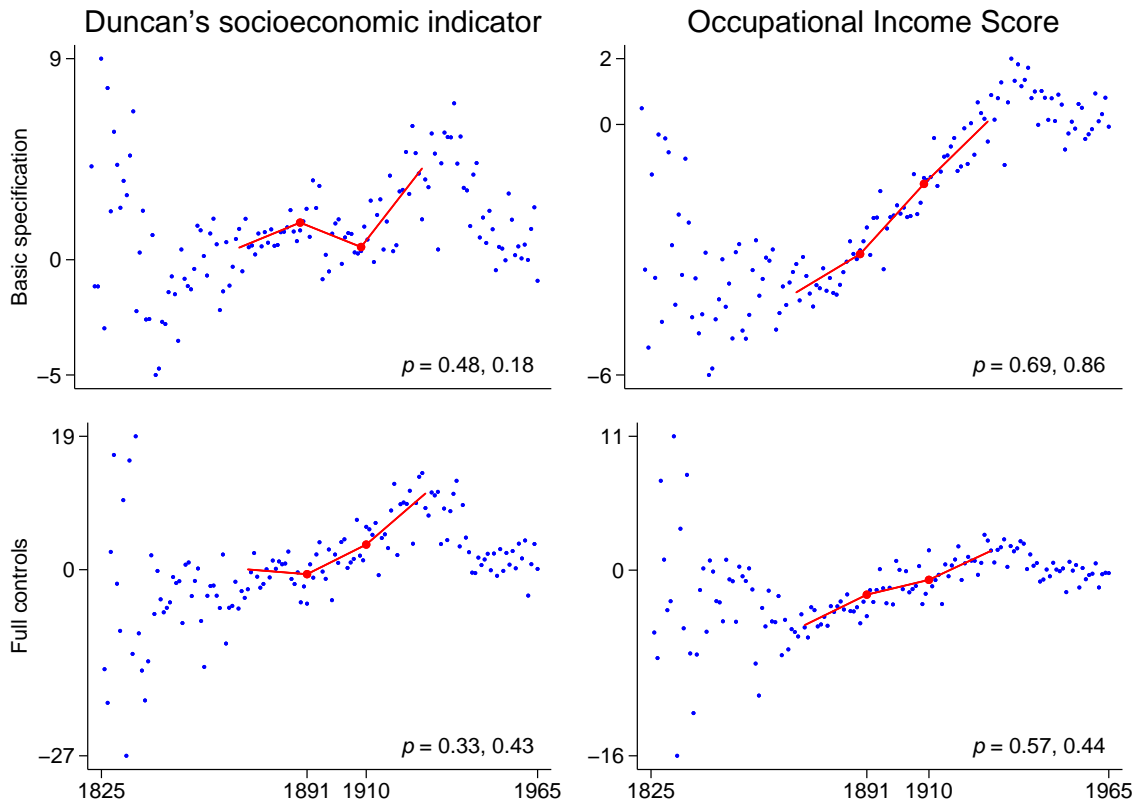 Duncan’s socioeconomic indicator
Occupational Income Score
Basic specification
9
0
−5
p = 0.48, 0.18
2
0
−6
p = 0.69, 0.86
Full controls
19
0
−27
p = 0.33, 0.43
1825
1891
1910
1965
11
0
−16
p = 0.57, 0.44
1825
1891
1910
1965